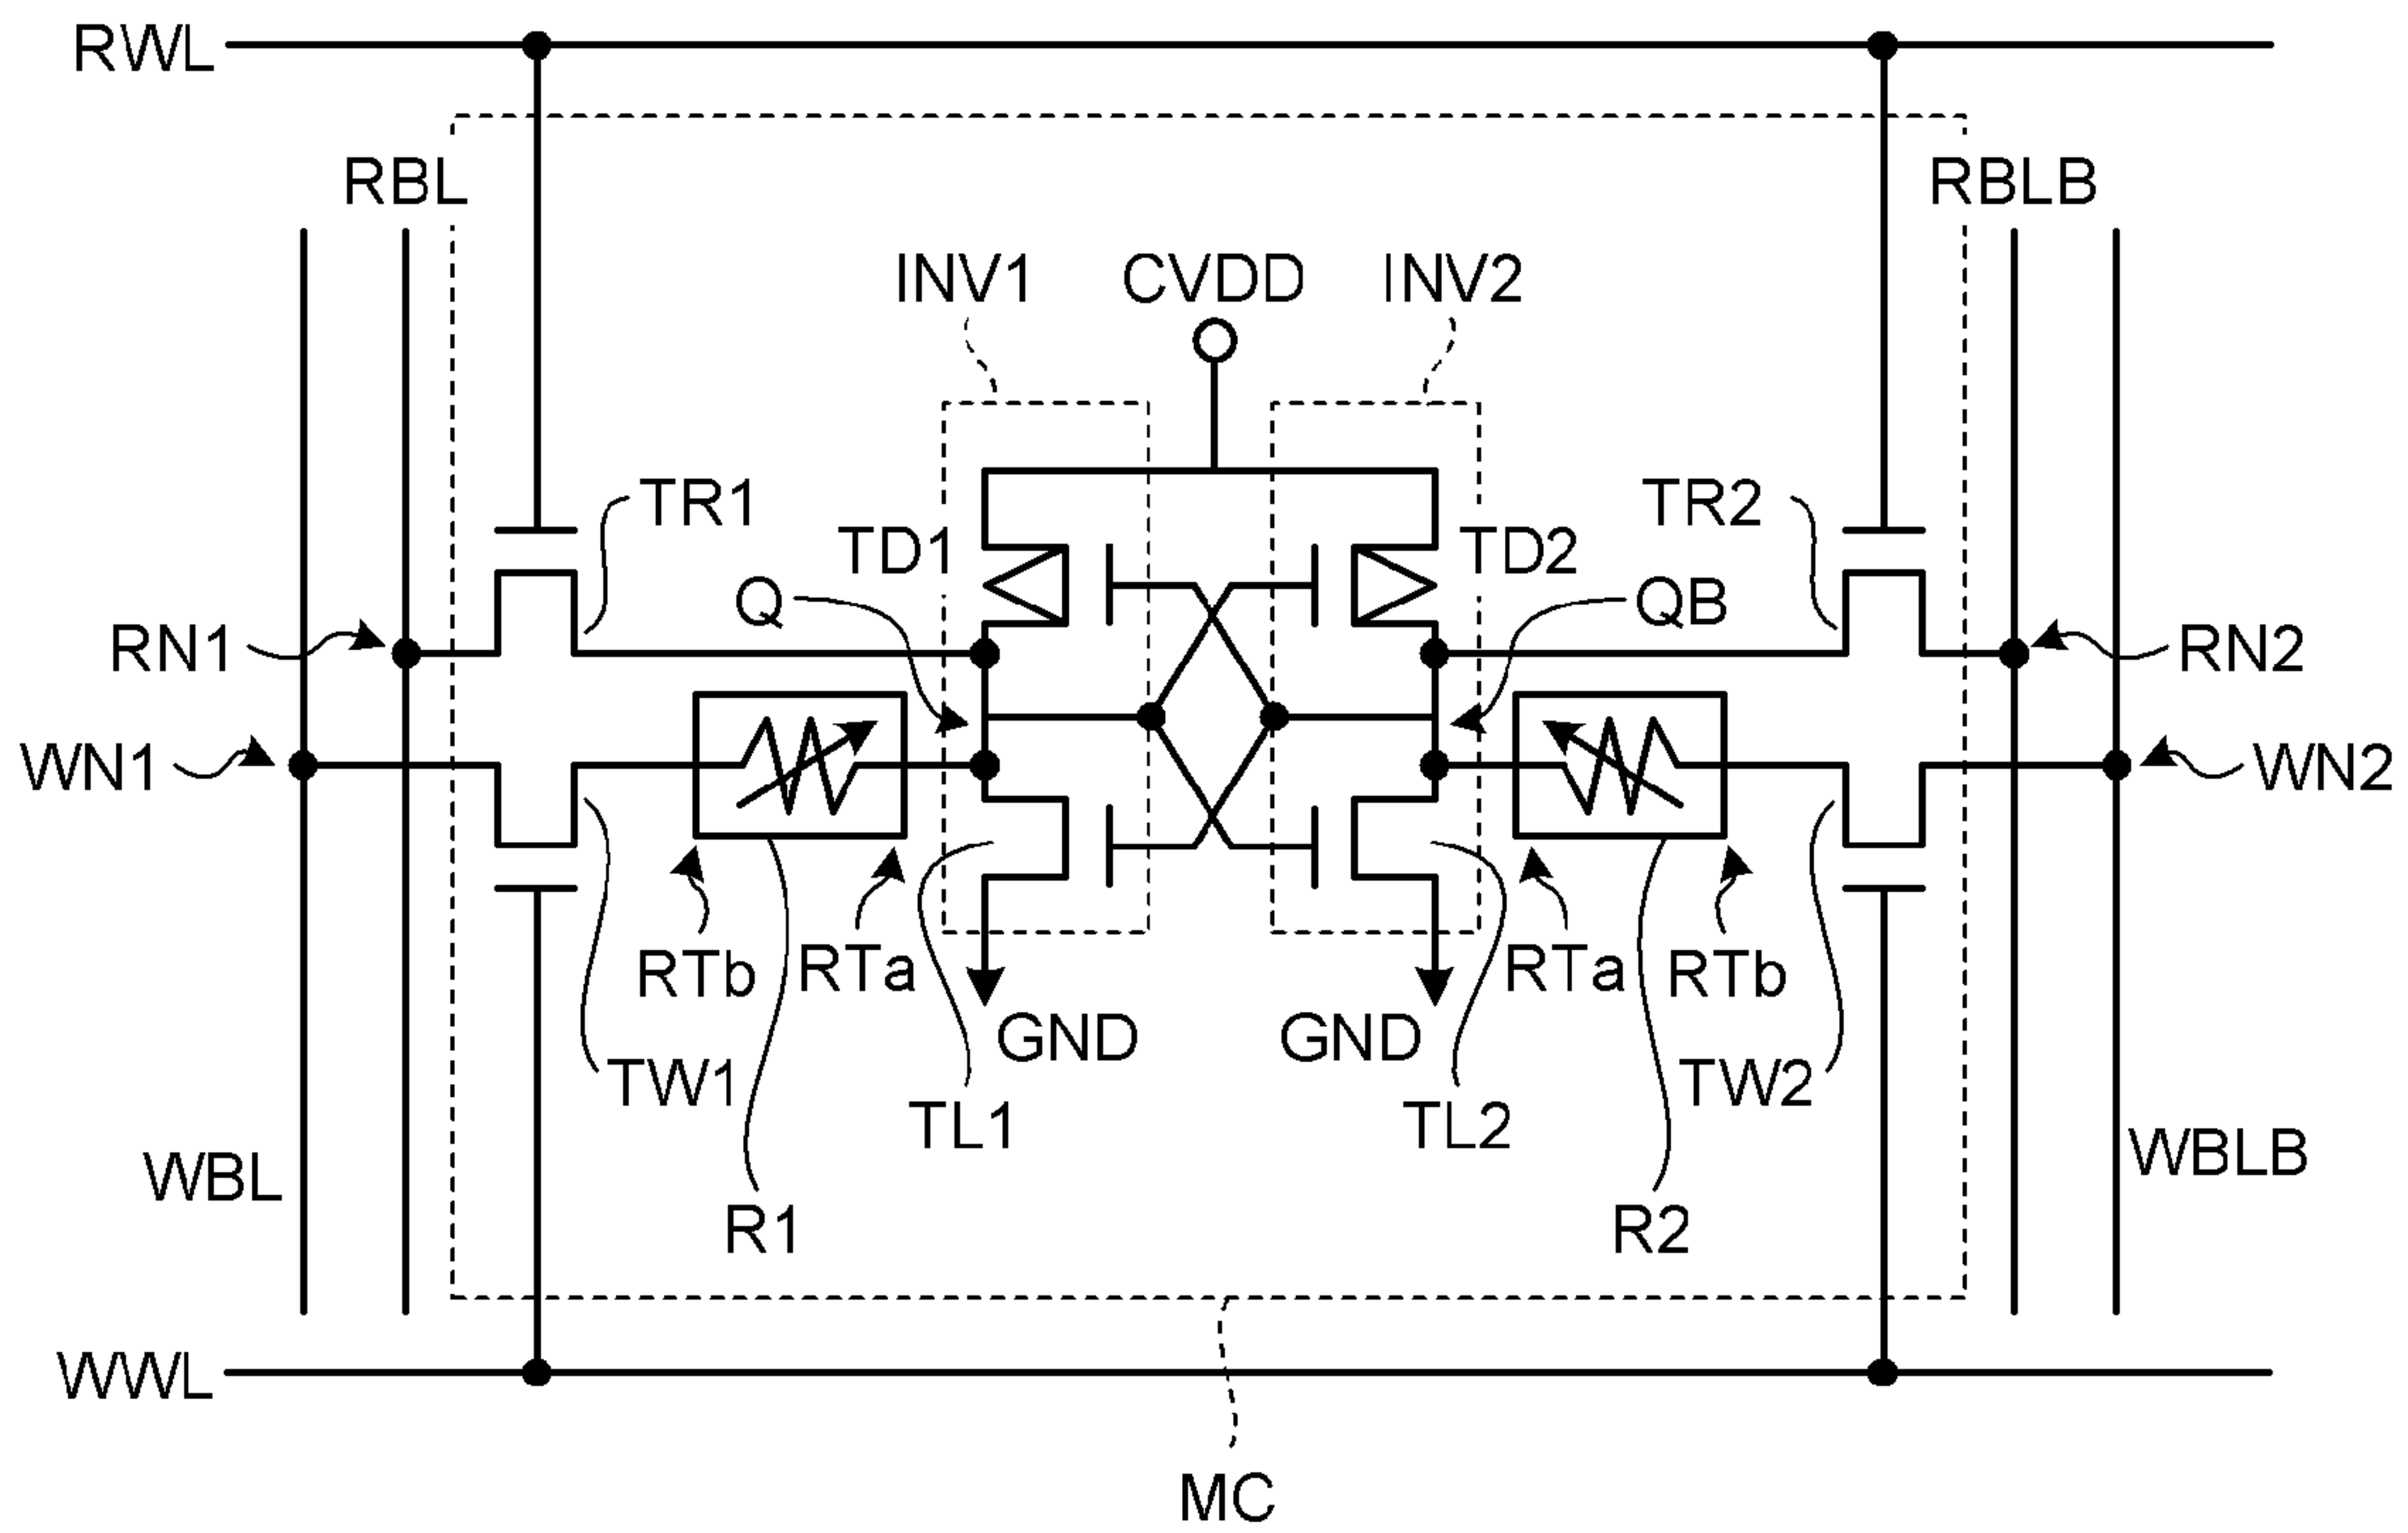 RWL
RBL
RBLB
INV1
CVDD
INV2
TR1
TR2
TD1
TD2
Q
QB
RN1
RN2
WN1
WN2
RTb
RTa
RTa
RTb
GND
GND
TW1
TW2
TL1
TL2
WBL
WBLB
R1
R2
WWL
MC